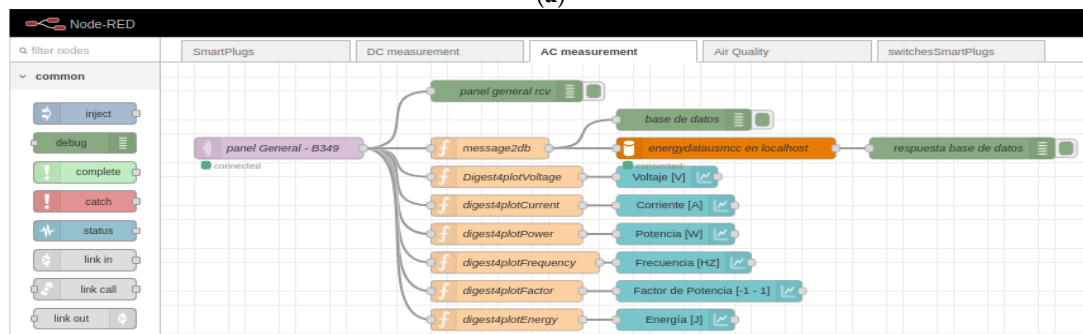 (a)
Node-RED
filter nodes
SmartPlugs
DC measurement
AC measurement
Air Quality
switchesSmartPlugs
common
inject
debug
complete
catch
status
link in
link call
link out
panel general rcv
base de datos
panel General - B349
connected
message2db
energydatausmcc en localhost
connected
respuesta base de datos
Digest4plotVoltage
Voltaje [V]
digest4plotCurrent
Corriente [A]
digest4plotPower
Potencia [W]
digest4plotFrequency
Frecuencia [HZ]
digest4plotFactor
Factor de Potencia [-1 - 1]
digest4plotEnergy
Energía [J]